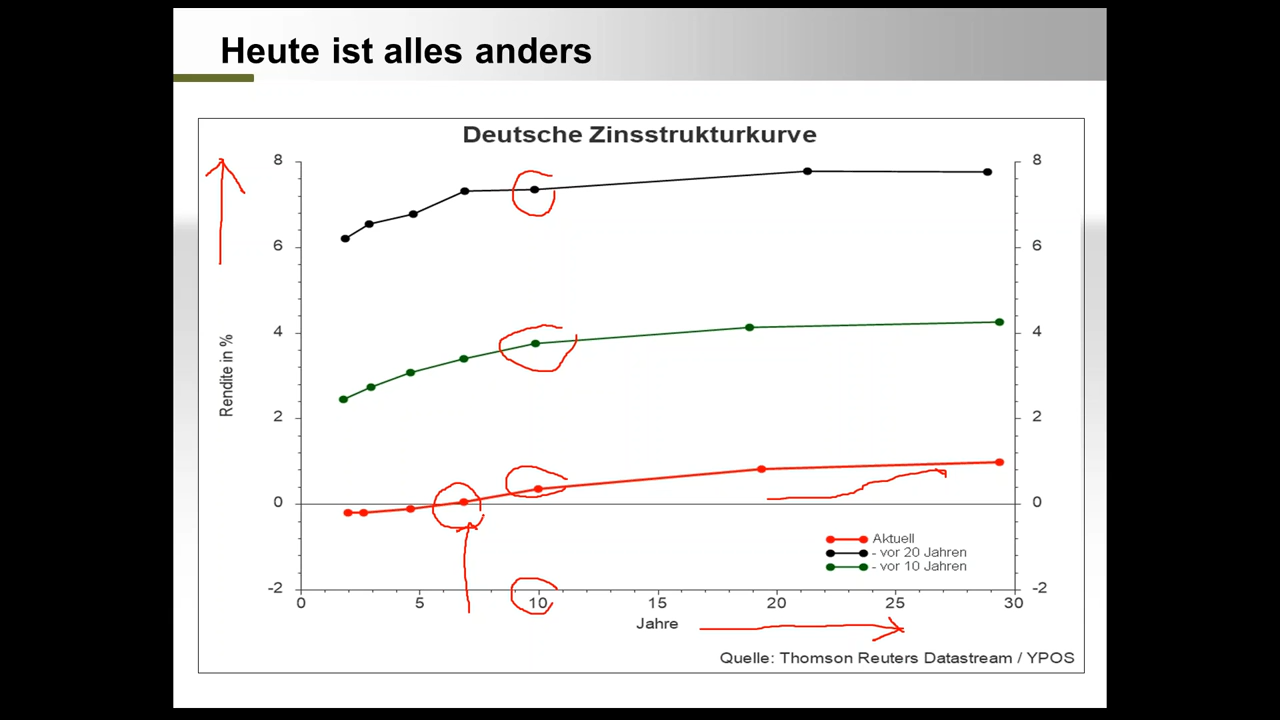 Heute ist alles anders
Deutsche Zinsstrukturkurve
8
6
4
2
0
-2
8
6
4
2
0
-2
Rendite in %
Aktuell
- vor 20 Jahren
- vor 10 Jahren
0 5 10 15 20 25 30
Jahre
Quelle: Thomson Reuters Datastream / YPOS